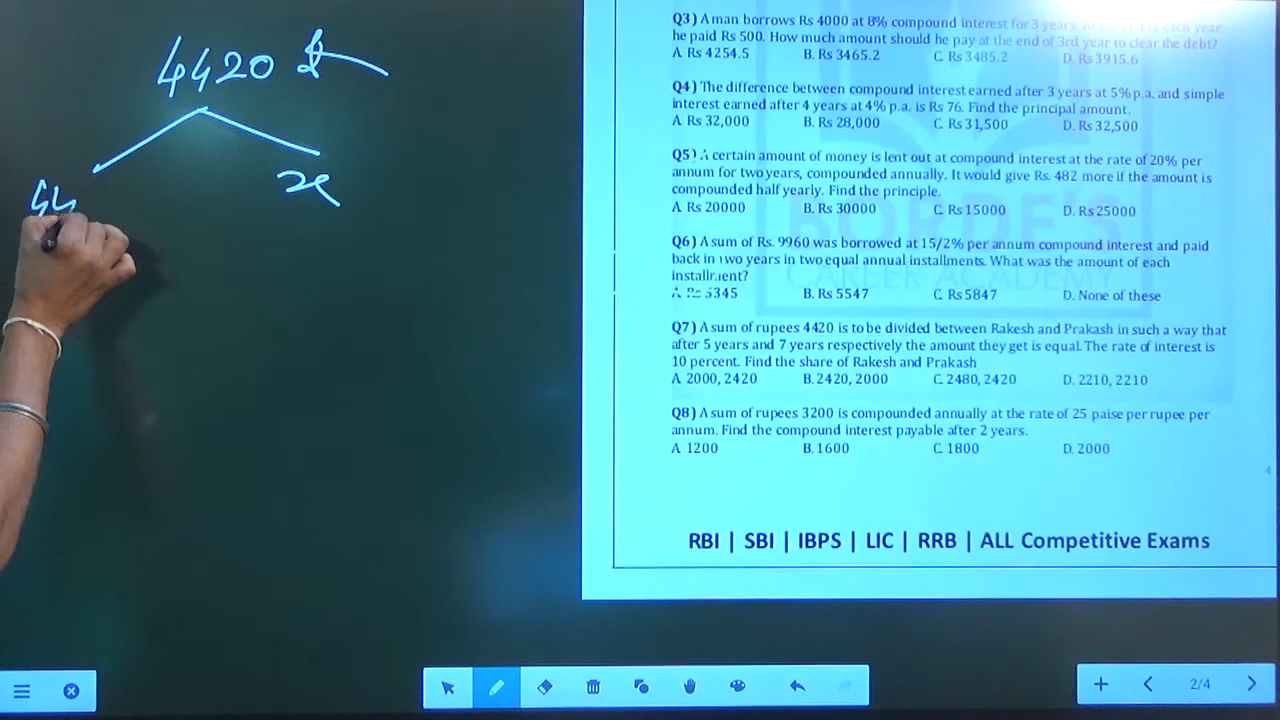 4420
x
44
Q3) A man borrows Rs 4000 at 8% compound interest for 3 years. each year
he paid Rs 500. How much amount should he pay at the end of 3rd year to clear the debt?
A. Rs 4254.5 B. Rs 3465.2 C. Rs 3485.2 D. Rs 3915.6
Q4) The difference between compound interest earned after 3 years at 5% p.a. and simple
interest earned after 4 years at 4% p.a. is Rs 76. Find the principal amount.
A. Rs 32,000 B. Rs 28,000 C. Rs 31,500 D. Rs 32,500
Q5) A certain amount of money is lent out at compound interest at the rate of 20% per
annum for two years, compounded annually. It would give Rs. 482 more if the amount is
compounded half yearly. Find the principle.
A. Rs 20000 B. Rs 30000 C. Rs 15000 D. Rs 25000
Q6) A sum of Rs. 9960 was borrowed at 15/2% per annum compound interest and paid
back in two years in two equal annual installments. What was the amount of each
installment?
A. Rs 5345 B. Rs 5547 C. Rs 5847 D. None of these
Q7) A sum of rupees 4420 is to be divided between Rakesh and Prakash in such a way that
after 5 years and 7 years respectively the amount they get is equal. The rate of interest is
10 percent. Find the share of Rakesh and Prakash
A. 2000, 2420 B. 2420, 2000 C. 2480, 2420 D. 2210, 2210
Q8) A sum of rupees 3200 is compounded annually at the rate of 25 paise per rupee per
annum. Find the compound interest payable after 2 years.
A. 1200 B. 1600 C. 1800 D. 2000
CAREER ACADEMY
RBI | SBI | IBPS | LIC | RRB | ALL Competitive Exams
2/4